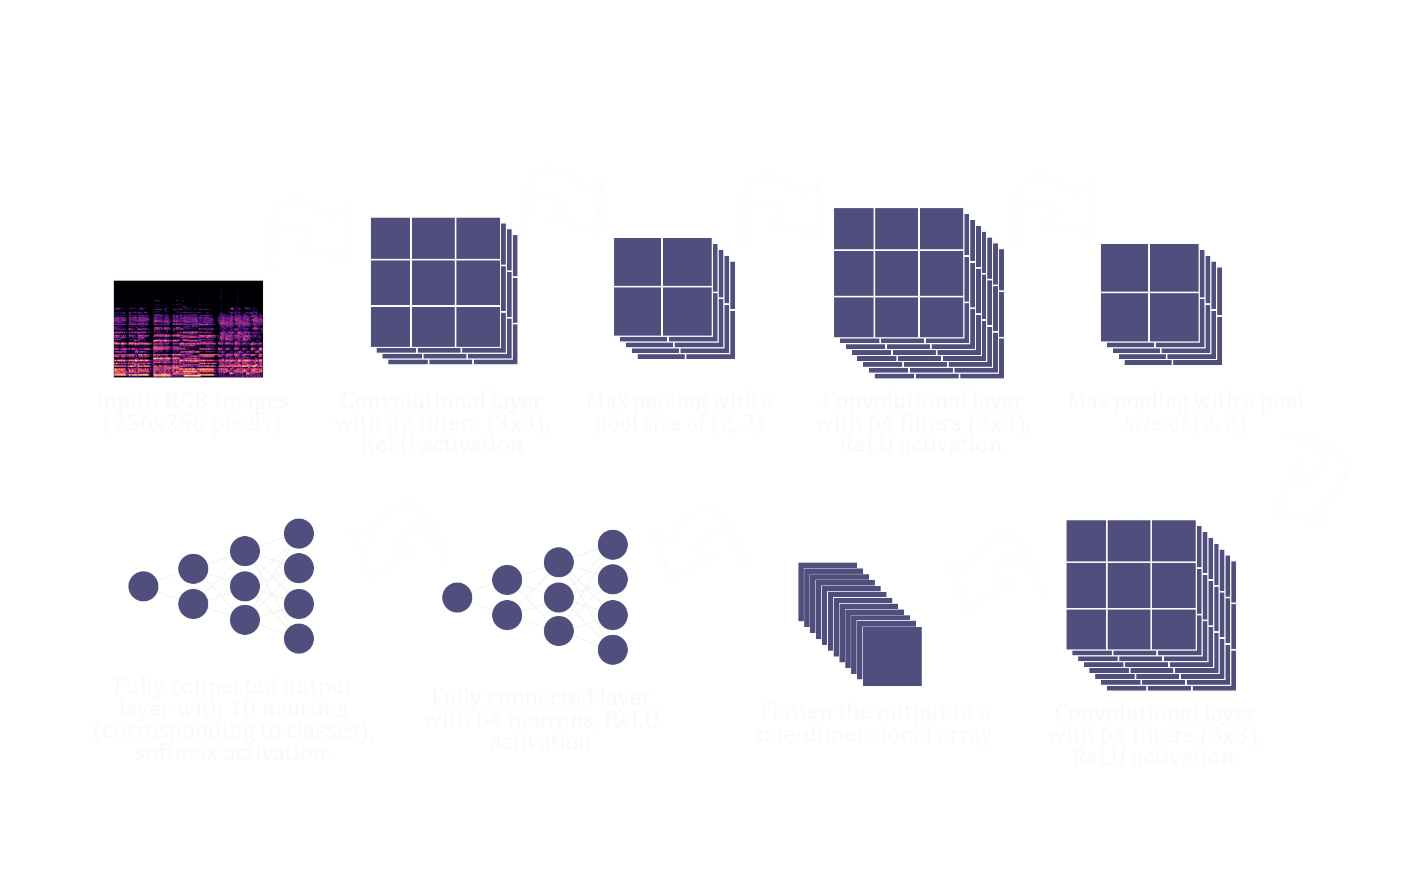 Input: RGB Images
(256x256 pixels)
Convolutional layer
with 32 filters (3x3),
ReLU activation
Max pooling with a
pool size of (2, 2)
Convolutional layer
with 64 filters (3x3),
ReLU activation.
Max pooling with a pool
size of (2, 2)
Convolutional layer
with 64 filters (3x3),
ReLU activation.
Flatten the output to a
one-dimensional array
Fully connected layer
with 64 neurons, ReLU
activation
Fully connected output
layer with 10 neurons
(corresponding to classes),
softmax activation.